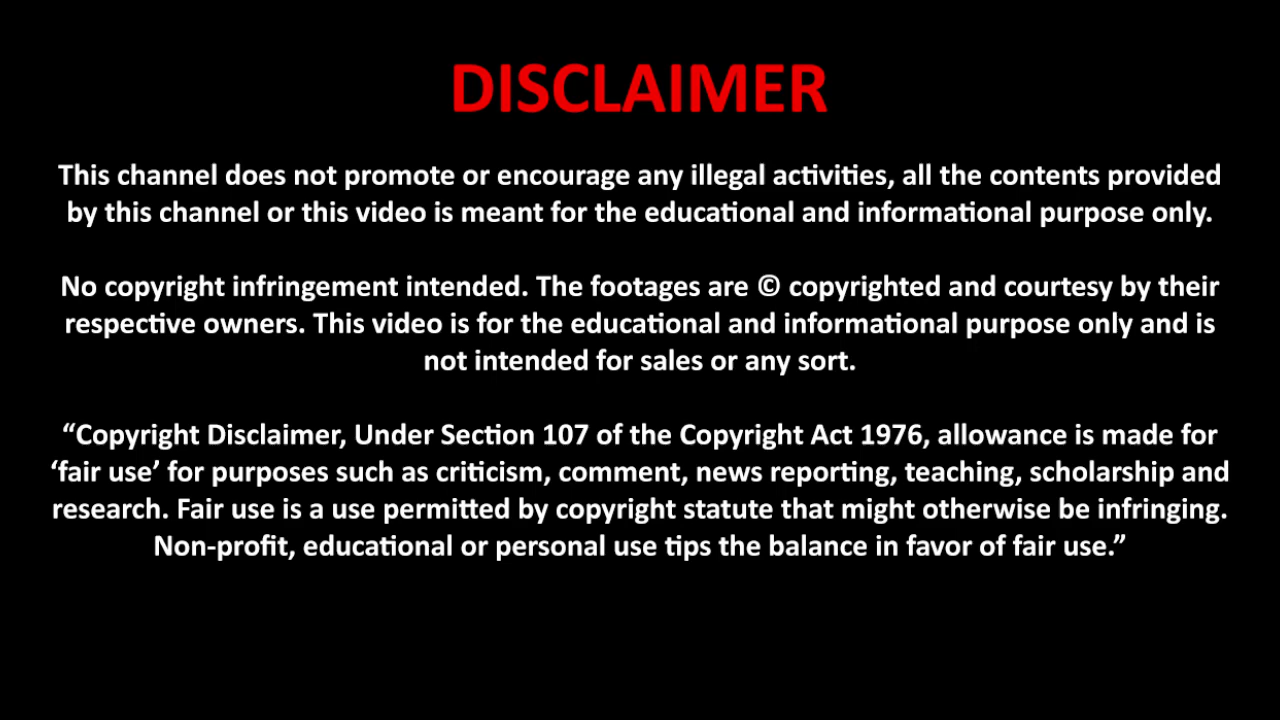 DISCLAIMER
This channel does not promote or encourage any illegal activities, all the contents provided
by this channel or this video is meant for the educational and informational purpose only.
No copyright infringement intended. The footages are © copyrighted and courtesy by their
respective owners. This video is for the educational and informational purpose only and is
not intended for sales or any sort.
“Copyright Disclaimer, Under Section 107 of the Copyright Act 1976, allowance is made for
‘fair use’ for purposes such as criticism, comment, news reporting, teaching, scholarship and
research. Fair use is a use permitted by copyright statute that might otherwise be infringing.
Non-profit, educational or personal use tips the balance in favor of fair use.”